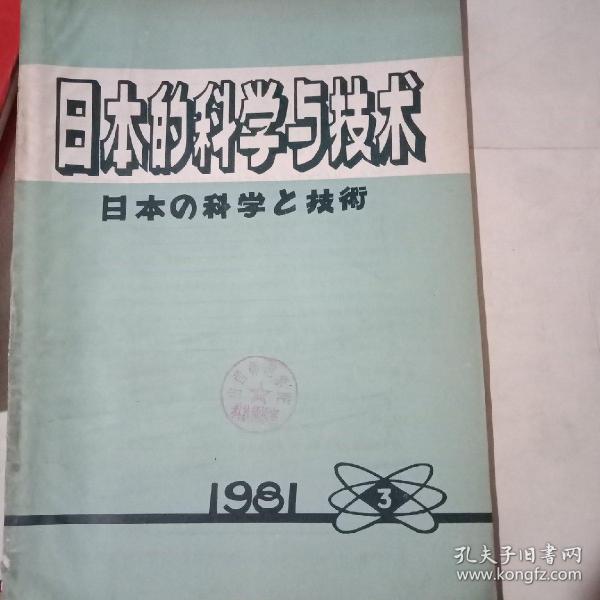 日本的科学与技术
日本の科学と技術
1981
3
孔夫子旧书网
www.kongfz.com